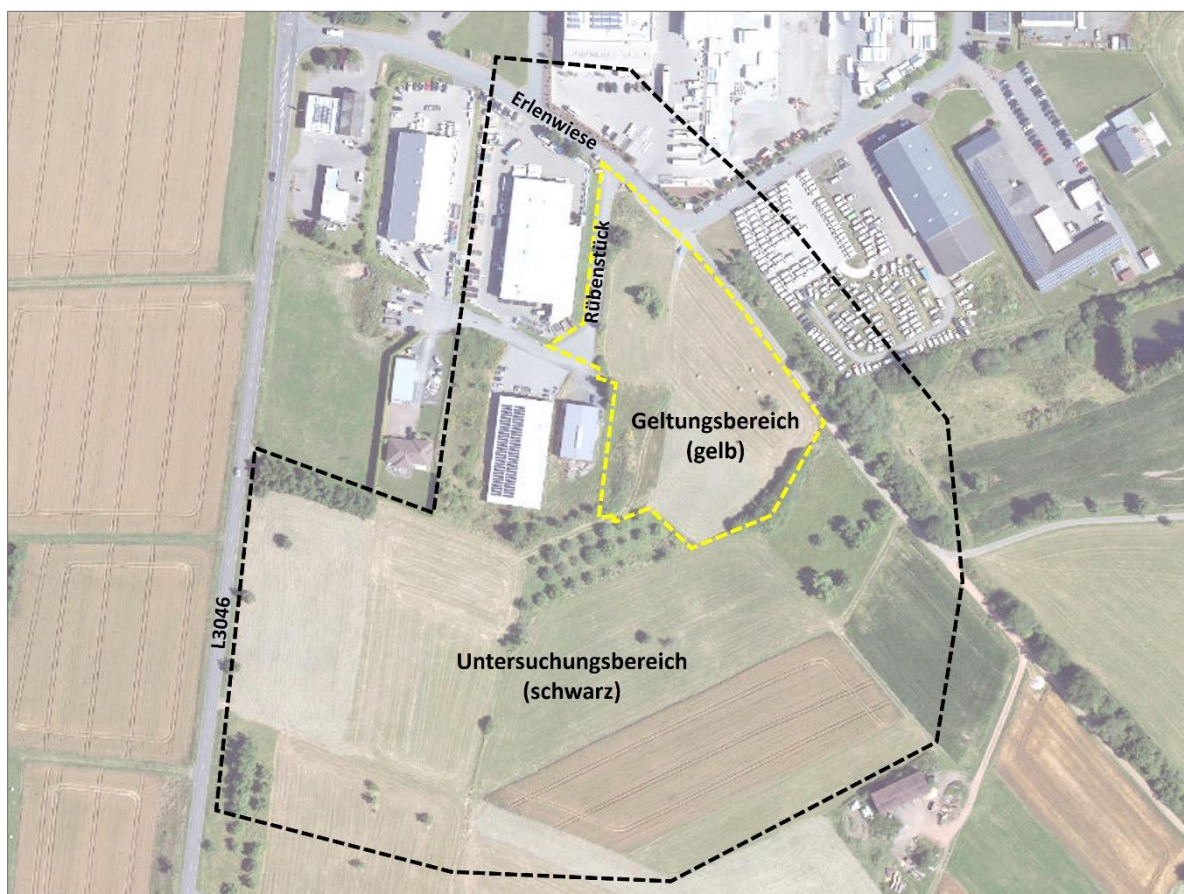 Erlenwiese
Rübenstück
Geltungsbereich
(gelb)
Untersuchungsbereich
(schwarz)
L3046